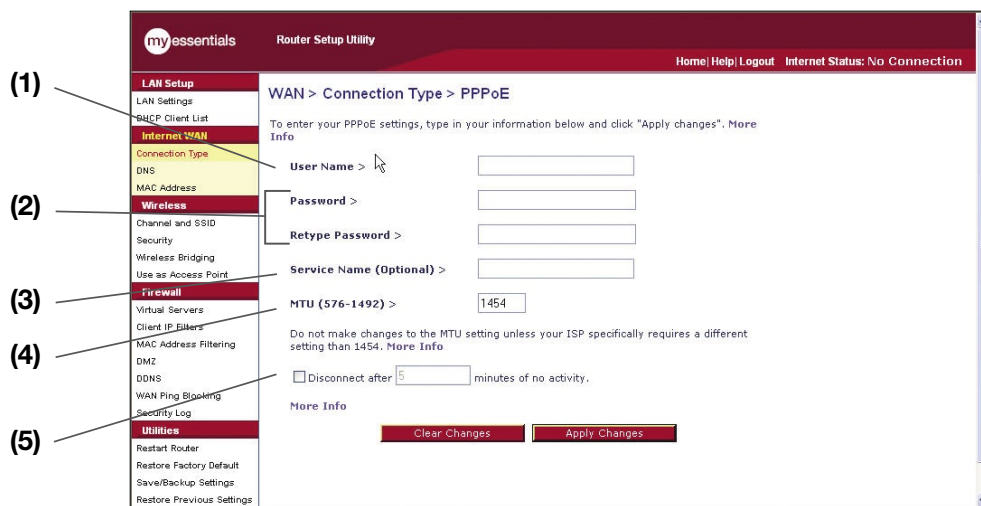 myessentials
Router Setup Utility
Home| Help| Logout Internet Status: No Connection
(1)
(2)
(3)
(4)
(5)
LAN Setup
LAN Settings
DHCP Client List
Internet WAN
Connection Type
DNS
MAC Address
Wireless
Channel and SSID
Security
Wireless Bridging
Use as Access Point
Firewall
Virtual Servers
Client IP Filters
MAC Address Filtering
DMZ
DDNS
WAN Ping Blocking
Security Log
Utilities
Restart Router
Restore Factory Default
Save/Backup Settings
Restore Previous Settings
WAN > Connection Type > PPPoE
To enter your PPPoE settings, type in your information below and click "Apply changes". More
Info
User Name >
Password >
Retype Password >
Service Name (Optional) >
MTU (576-1492) > 1454
Do not make changes to the MTU setting unless your ISP specifically requires a different
setting than 1454. More Info
Disconnect after 5 minutes of no activity.
More Info
Clear Changes Apply Changes